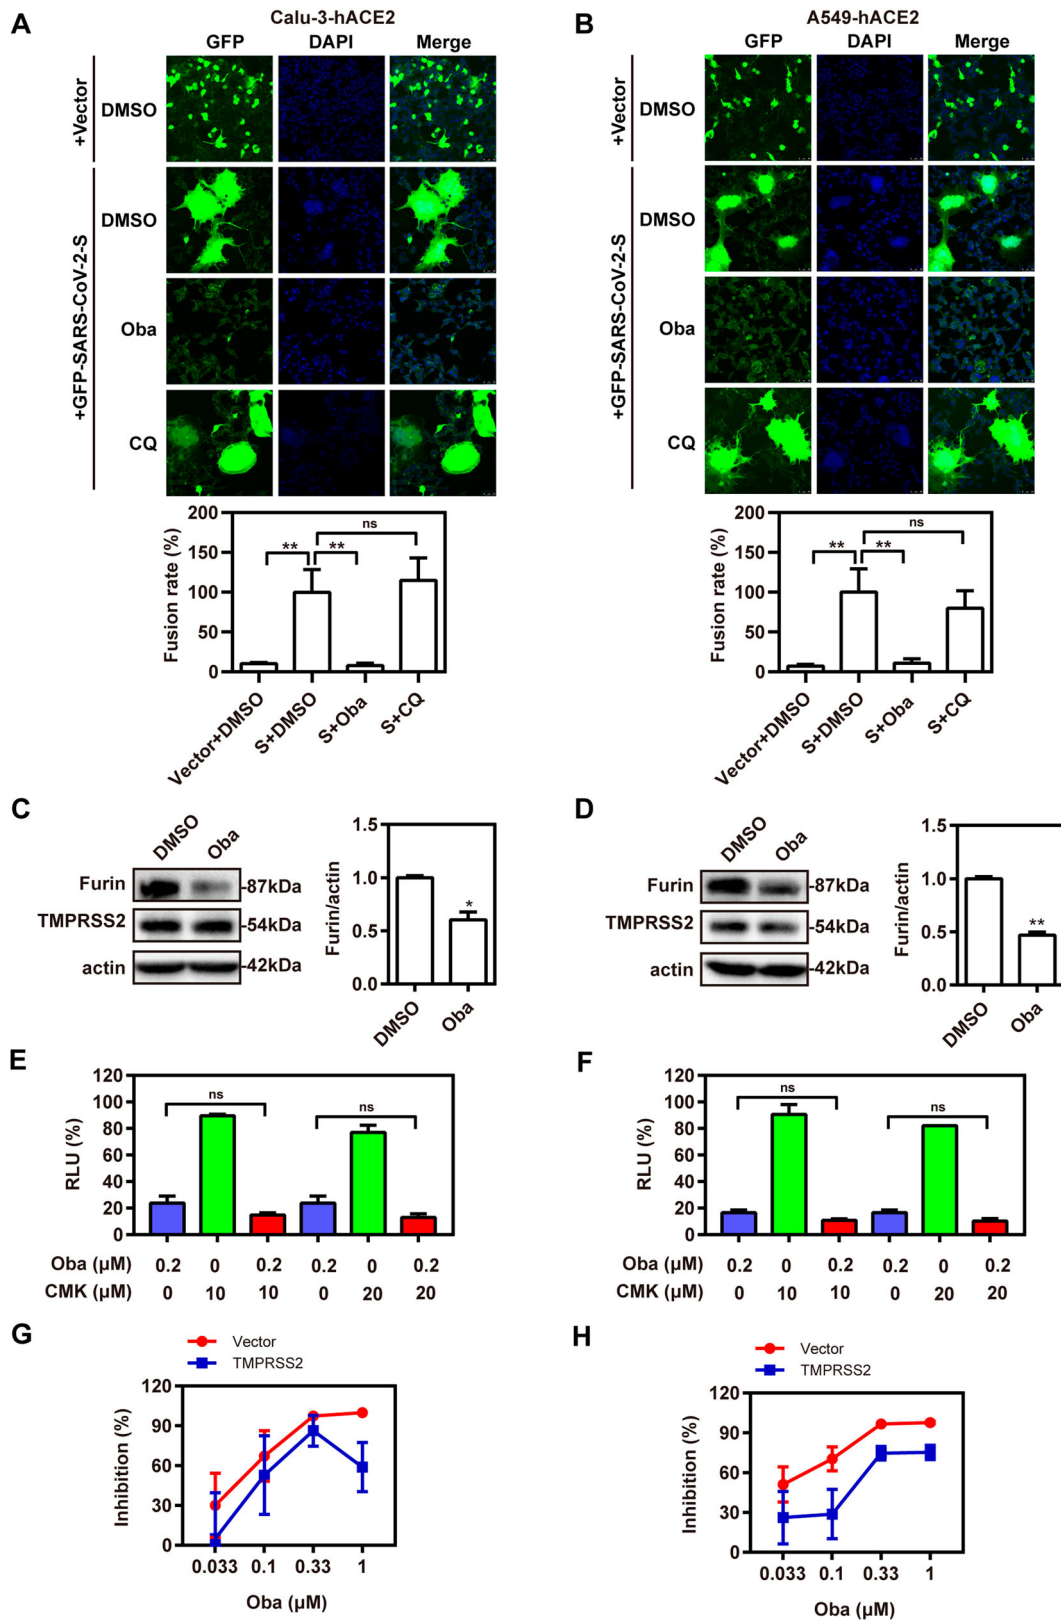 A
Calu-3-hACE2
GFP DAPI Merge
+Vector
DMSO
+GFP-SARS-CoV-2-S
DMSO
Oba
CQ
Fusion rate (%)
200
150
100
50
0
** ** ns
Vector+DMSO S+DMSO S+Oba S+CQ
B
A549-hACE2
GFP DAPI Merge
+Vector
DMSO
+GFP-SARS-CoV-2-S
DMSO
Oba
CQ
Fusion rate (%)
200
150
100
50
0
** ** ns
Vector+DMSO S+DMSO S+Oba S+CQ
C
DMSO Oba
Furin -87kDa
TMPRSS2 -54kDa
actin -42kDa
Furin/actin
1.5
1.0
0.5
0.0
*
DMSO Oba
D
DMSO Oba
Furin -87kDa
TMPRSS2 -54kDa
actin -42kDa
Furin/actin
1.5
1.0
0.5
0.0
**
DMSO Oba
E
RLU (%)
120
100
80
60
40
20
0
ns ns
Oba (μM) 0.2 0 0.2 0.2 0 0.2
CMK (μM) 0 10 10 0 20 20
F
RLU (%)
120
100
80
60
40
20
0
ns ns
Oba (μM) 0.2 0 0.2 0.2 0 0.2
CMK (μM) 0 10 10 0 20 20
G
Vector
TMPRSS2
Inhibition (%)
120
90
60
30
0
0.033 0.1 0.33 1
Oba (μM)
H
Vector
TMPRSS2
Inhibition (%)
120
90
60
30
0
0.033 0.1 0.33 1
Oba (μM)